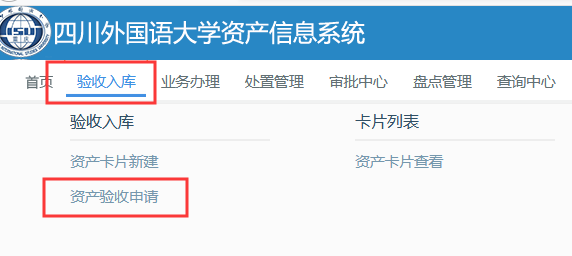 四川外国语大学资产信息系统
首页 验收入库 业务办理 处置管理 审批中心 盘点管理 查询中心
验收入库 卡片列表
资产卡片新建 资产卡片查看
资产验收申请